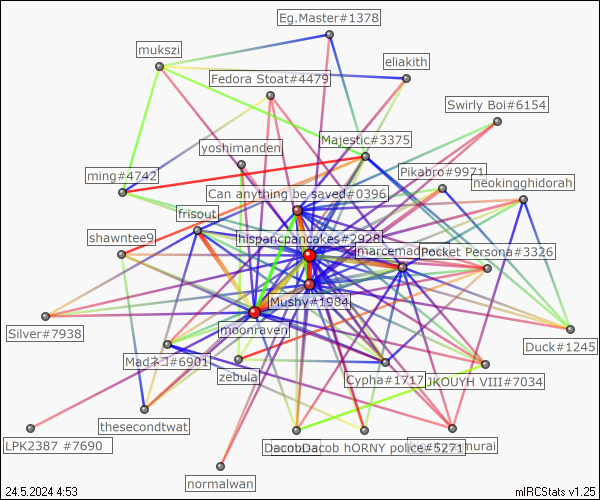 Eg.Master#1378
mukszi
eliakith
Fedora Stoat#4479
Swirly Boi#6154
Majestic#3375
yoshimanden
Pikabro#9971
ming#4742
neokingghidorah
Can anything be saved#0396
frisout
shawntee9
hispancpancakes#2928
marcemad
Pocket Persona#3326
Mushy#1984
moonraven
Silver#7938
Duck#1245
Madネコ#6901
zebula
Cypha#1717
JKOUYH VIII#7034
thesecondtwat
LPK2387 #7690
DacobDacob hORNY police#5271
murai
normalwan
24.5.2024 4:53
mIRCStats v1.25